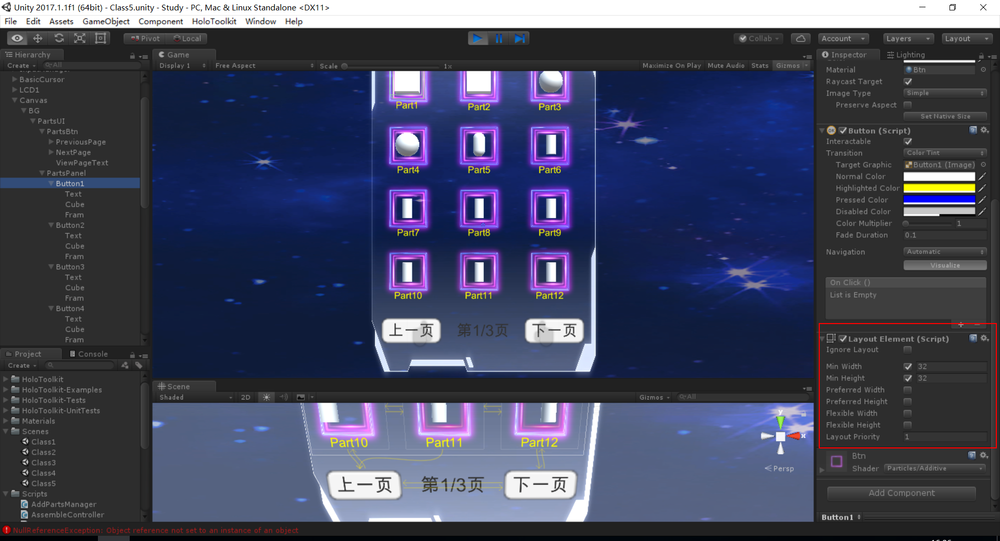 Unity 2017.1.1f1 (64bit) - Class5.unity - Study - PC, Mac & Linux Standalone <DX11>
File Edit Assets GameObject Component HoloToolkit Window Help
Pivot Local Collab Account Layers Layout
Hierarchy
Create All
BasicCursor
LCD1
Canvas
BG
PartsUI
PartsBtn
PreviousPage
NextPage
ViewPageText
PartsPanel
Button1
Text
Cube
Fram
Button2
Text
Cube
Fram
Button3
Text
Cube
Fram
Button4
Text
Cube
Fram
Project Console
Create
HoloToolkit
HoloToolkit-Examples
HoloToolkit-Tests
HoloToolkit-UnitTests
Materials
Scenes
Class1
Class2
Class3
Class4
Class5
Scripts
AddPartsManager
AssembleController
Game
Display 1 Free Aspect Scale 1x Maximize On Play Mute Audio Stats Gizmos
Part1 Part2 Part3
Part4 Part5 Part6
Part7 Part8 Part9
Part10 Part11 Part12
上一页 第1/3页 下一页
Scene
Shaded 2D Gizmos All
Part10 Part11 Part12
上一页 第1/3页 下一页
y
x
Persp
Inspector Lighting
Material Btn
Raycast Target
Image Type Simple
Preserve Aspect
Set Native Size
Button (Script)
Interactable
Transition Color Tint
Target Graphic Button1 (Image)
Normal Color
Highlighted Color
Pressed Color
Disabled Color
Color Multiplier 1
Fade Duration 0.1
Navigation Automatic
Visualize
On Click ()
List is Empty
Layout Element (Script)
Ignore Layout
Min Width 32
Min Height 32
Preferred Width
Preferred Height
Flexible Width
Flexible Height
Layout Priority 1
Btn
Shader Particles/Additive
Add Component
Button1
NullReferenceException: Object reference not set to an instance of an object